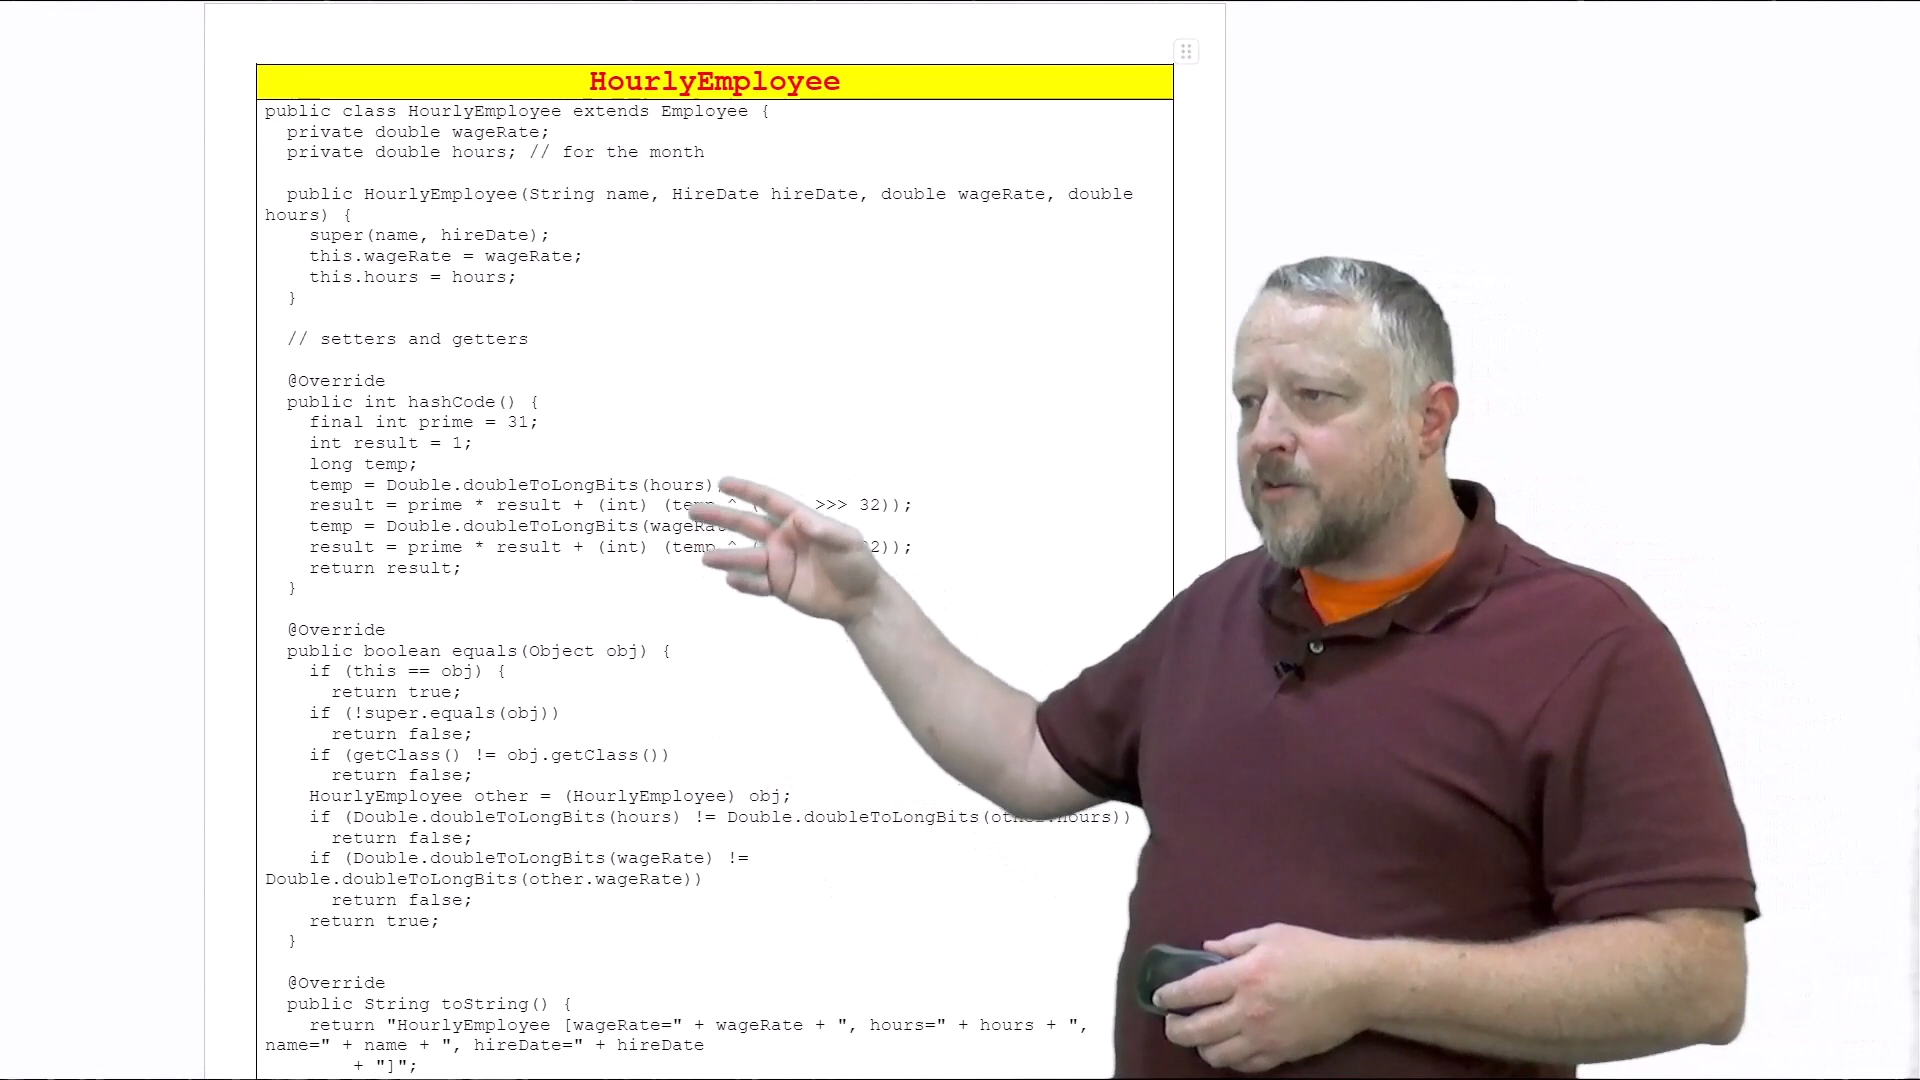 HourlyEmployee
public class HourlyEmployee extends Employee {
private double wageRate;
private double hours; // for the month
public HourlyEmployee(String name, HireDate hireDate, double wageRate, double
hours) {
super(name, hireDate);
this.wageRate = wageRate;
this.hours = hours;
}
// setters and getters
@Override
public int hashCode() {
final int prime = 31;
int result = 1;
long temp;
temp = Double.doubleToLongBits(hours)
result = prime * result + (int) (temp ^ ( >>> 32));
temp = Double.doubleToLongBits(
result = prime * result + (int) (temp ^ ( 32));
return result;
}
@Override
public boolean equals(Object obj) {
if (this == obj) {
return true;
if (!super.equals(obj))
return false;
if (getClass() != obj.getClass())
return false;
HourlyEmployee other = (HourlyEmployee) obj;
if (Double.doubleToLongBits(hours) != Double.doubleToLongBits(other.hours))
return false;
if (Double.doubleToLongBits(wageRate) !=
Double.doubleToLongBits(other.wageRate))
return false;
return true;
}
@Override
public String toString() {
return "HourlyEmployee [wageRate=" + wageRate + ", hours=" + hours + ",
name=" + name + ", hireDate=" + hireDate
+ "]";